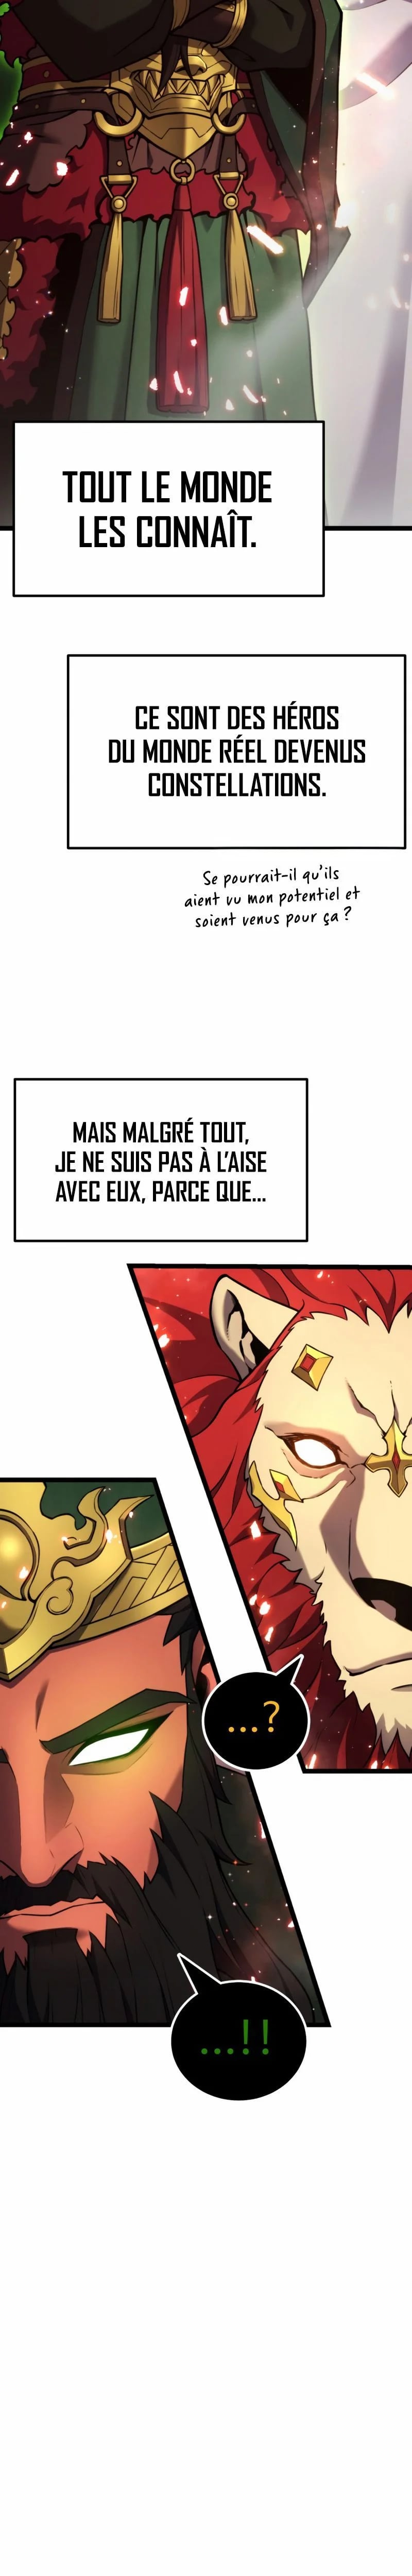 TOUT LE MONDE
LES CONNAÎT.
CE SONT DES HÉROS
DU MONDE RÉEL DEVENUS
CONSTELLATIONS.
Se pourrait-il qu'ils
aient vu mon potentiel et
soient venus pour ça ?
MAIS MALGRÉ TOUT,
JE NE SUIS PAS À L'AISE
AVEC EUX, PARCE QUE...
...?
...!!